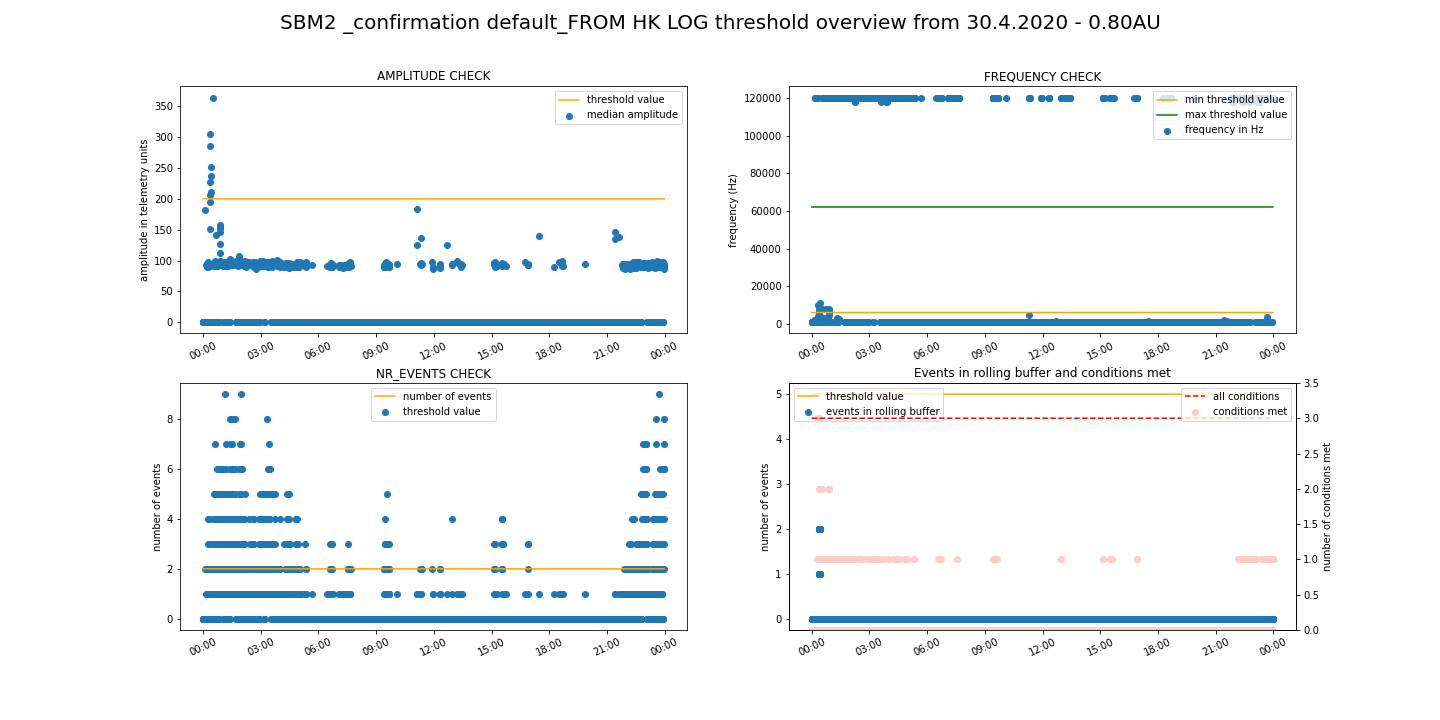 SBM2 _confirmation default_FROM HK LOG threshold overview from 30.4.2020 - 0.80AU
AMPLITUDE CHECK
threshold value
median amplitude
amplitude in telemetry units
350
300
250
200
150
100
50
0
00:00 03:00 06:00 09:00 12:00 15:00 18:00 21:00 00:00
FREQUENCY CHECK
min threshold value
max threshold value
frequency in Hz
frequency (Hz)
120000
100000
80000
60000
40000
20000
0
00:00 03:00 06:00 09:00 12:00 15:00 18:00 21:00 00:00
NR_EVENTS CHECK
number of events
threshold value
number of events
8
6
4
2
0
00:00 03:00 06:00 09:00 12:00 15:00 18:00 21:00 00:00
Events in rolling buffer and conditions met
threshold value
events in rolling buffer
all conditions
conditions met
number of events
5
4
3
2
1
0
3.5
3.0
2.5
2.0
1.5
1.0
0.5
0.0
number of conditions met
00:00 03:00 06:00 09:00 12:00 15:00 18:00 21:00 00:00